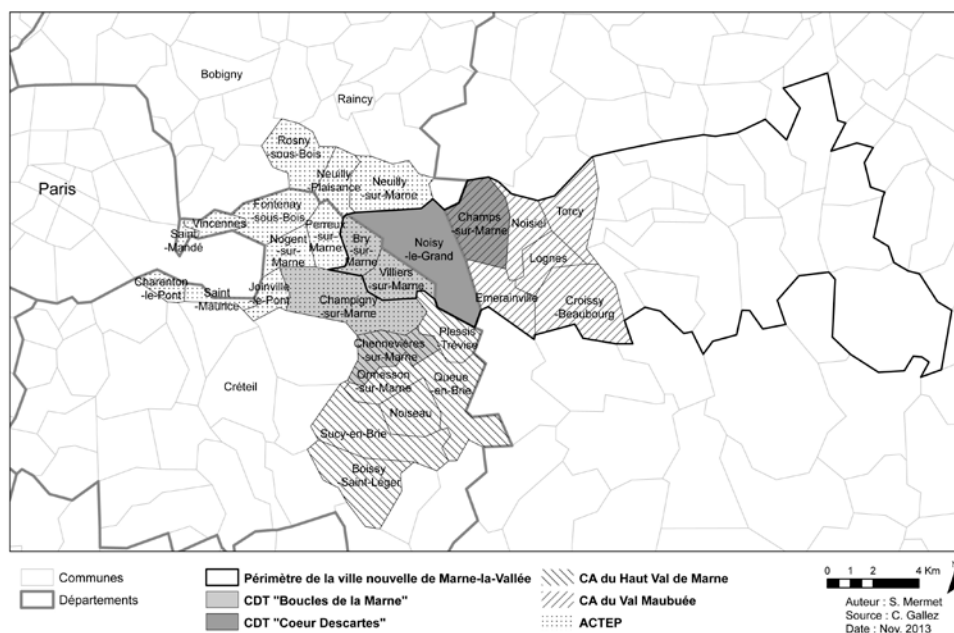 Bobigny
Raincy
Rosny
-sous-Bois
Neuilly
-Plaisance
Neuilly
-sur-Marne
Paris
Fontenay
-sous-Bois
Vincennes
Saint
-Mandé
Perreux
-sur-
Marne
Nogent
-sur
-Marne
Bry
-sur
-Marne
Noisy
-le-Grand
Champs
-sur-Marne
Noisiel
Torcy
Lognes
Villiers
-sur-Marne
Charenton
-le-Pont
Saint
-Maurice
Joinville
-le-Pont
Champigny
-sur-Marne
Emerainville
Croissy
-Beaubourg
Plessis
-Trévise
Chennevières
-sur-Marne
Ormesson
-sur-Marne
Queue
-en-Brie
Créteil
Noiseau
Sucy-en-Brie
Boissy
-Saint-Léger
Communes
Départements
Périmètre de la ville nouvelle de Marne-la-Vallée
CDT "Boucles de la Marne"
CDT "Coeur Descartes"
CA du Haut Val de Marne
CA du Val Maubuée
ACTEP
0 1 2 4 Km
N
Auteur : S. Mermet
Source : C. Gallez
Date : Nov. 2013